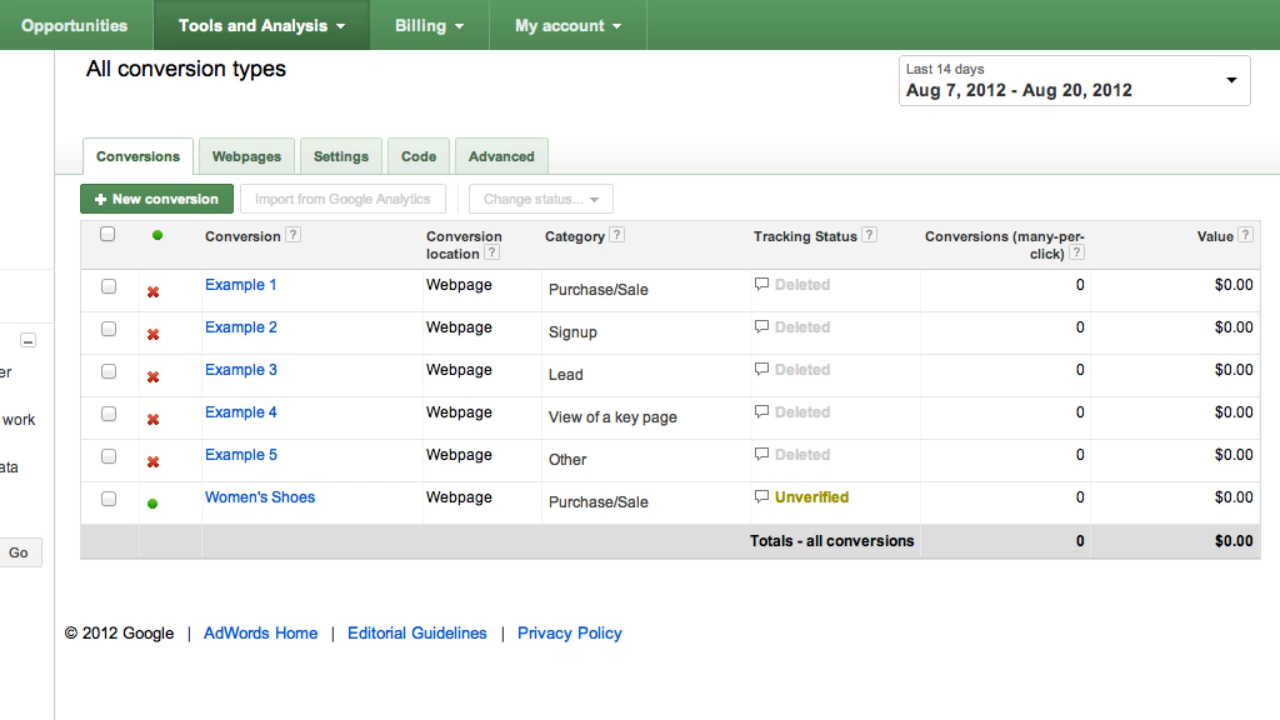 Opportunities Tools and Analysis Billing My account
All conversion types
Last 14 days
Aug 7, 2012 - Aug 20, 2012
Conversions Webpages Settings Code Advanced
+ New conversion Import from Google Analytics Change status...
Conversion ? Conversion location ? Category ? Tracking Status ? Conversions (many-per-click) ? Value ?
Example 1 Webpage Purchase/Sale Deleted 0 $0.00
Example 2 Webpage Signup Deleted 0 $0.00
Example 3 Webpage Lead Deleted 0 $0.00
er
Example 4 Webpage View of a key page Deleted 0 $0.00
work
Example 5 Webpage Other Deleted 0 $0.00
ata
Women's Shoes Webpage Purchase/Sale Unverified 0 $0.00
Totals - all conversions 0 $0.00
Go
© 2012 Google | AdWords Home | Editorial Guidelines | Privacy Policy